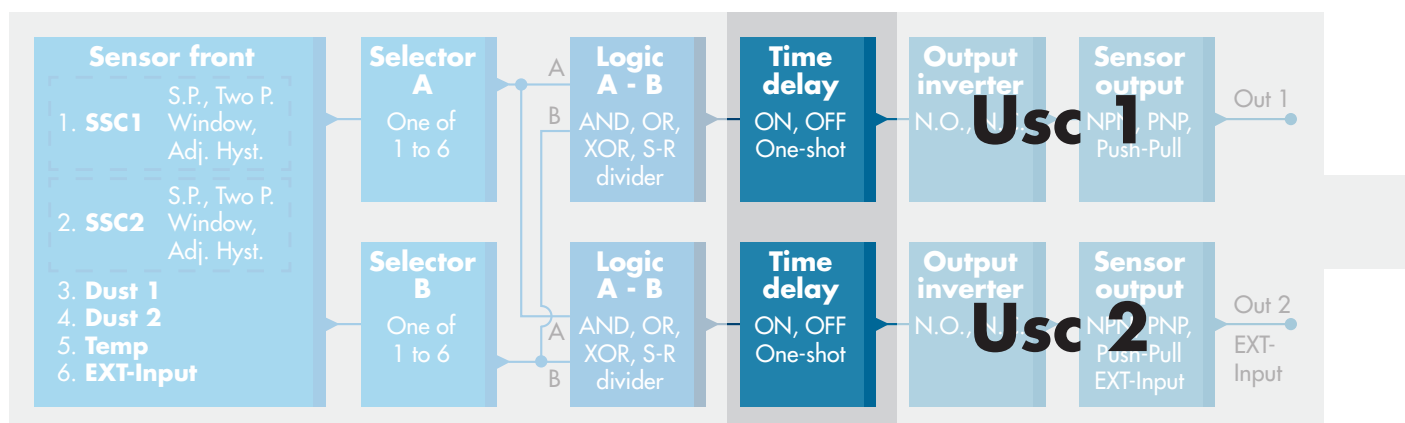 Sensor front
1. SSC1
S.P., Two P.
Window,
Adj. Hyst.
2. SSC2
S.P., Two P.
Window,
Adj. Hyst.
3. Dust 1
4. Dust 2
5. Temp
6. EXT-Input
Selector
A
One of
1 to 6
A
B
Logic
A - B
AND, OR,
XOR, S-R
divider
Time
delay
ON, OFF
One-shot
Output
inverter
N.O., N.C.
Usc 1
Sensor
output
NPN, PNP,
Push-Pull
Out 1
Selector
B
One of
1 to 6
A
B
Logic
A - B
AND, OR,
XOR, S-R
divider
Time
delay
ON, OFF
One-shot
Output
inverter
N.O., N.C.
Usc 2
Sensor
output
NPN, PNP,
Push-Pull
EXT-Input
Out 2
EXT-
Input